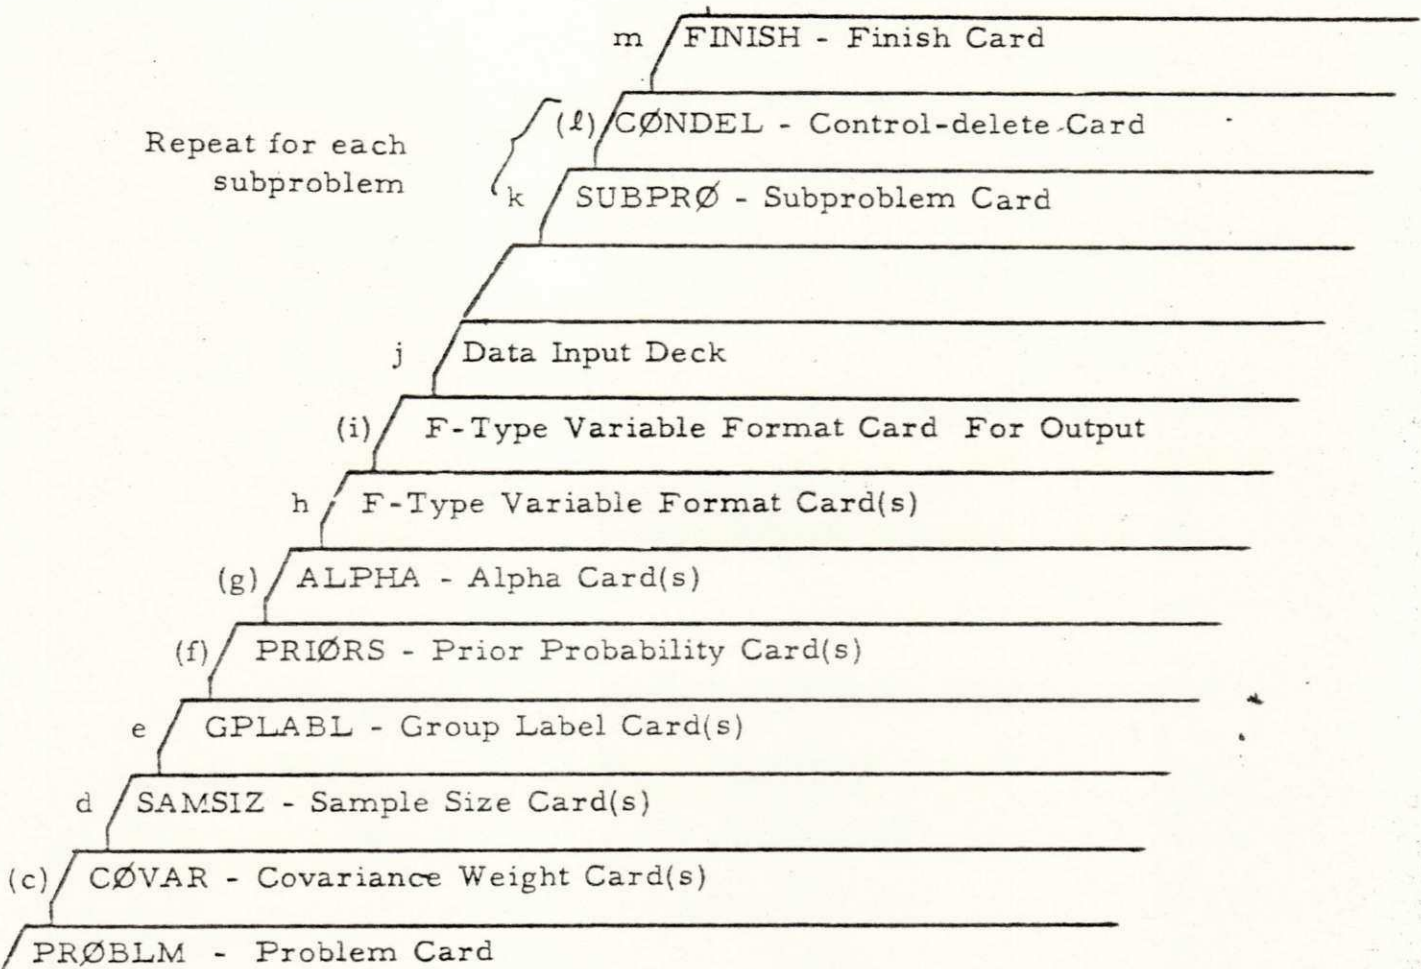 m FINISH - Finish Card
(ℓ) CØNDEL - Control-delete Card
Repeat for each
subproblem
k SUBPRØ - Subproblem Card
j Data Input Deck
(i) F-Type Variable Format Card For Output
h F-Type Variable Format Card(s)
(g) ALPHA - Alpha Card(s)
(f) PRIØRS - Prior Probability Card(s)
e GPLABL - Group Label Card(s)
d SAMSIZ - Sample Size Card(s)
(c) CØVAR - Covariance Weight Card(s)
PRØBLM - Problem Card